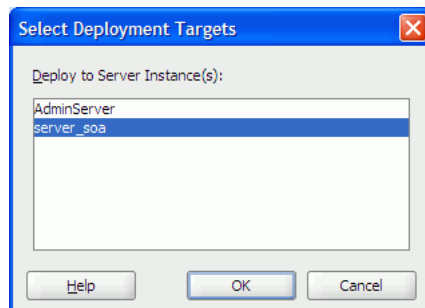 Select Deployment Targets
Deploy to Server Instance(s):
AdminServer
server_soa
Help
OK
Cancel